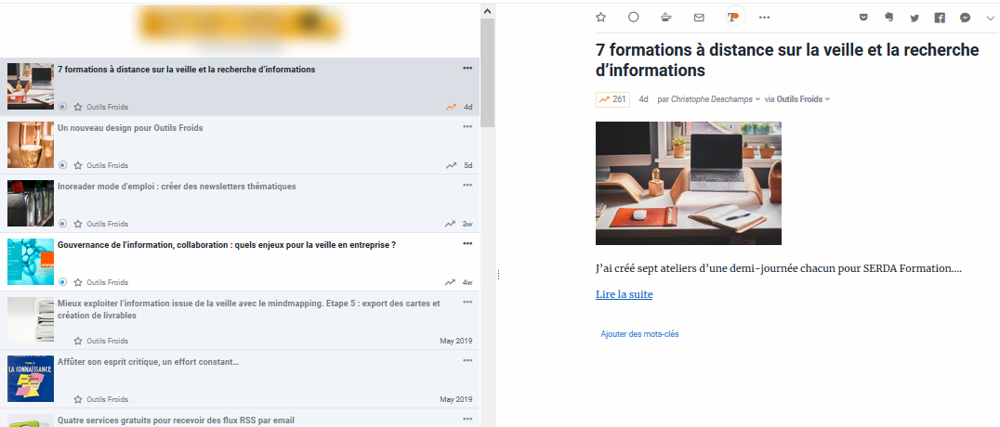 7 formations à distance sur la veille et la recherche d'informations
Outils Froids
4d
Un nouveau design pour Outils Froids
Outils Froids
5d
Inoreader mode d'emploi : créer des newsletters thématiques
Outils Froids
3w
Gouvernance de l'information, collaboration : quels enjeux pour la veille en entreprise ?
Outils Froids
4w
Mieux exploiter l'information issue de la veille avec le mindmapping. Etape 5 : export des cartes et
création de livrables
Outils Froids
May 2019
LA CONNAISSANCE
Affûter son esprit critique, un effort constant...
Outils Froids
May 2019
Quatre services gratuits pour recevoir des flux RSS par email
7 formations à distance sur la veille et la recherche
d'informations
261 4d par Christophe Deschamps via Outils Froids
J'ai créé sept ateliers d'une demi-journée chacun pour SERDA Formation....
Lire la suite
Ajouter des mots-clés